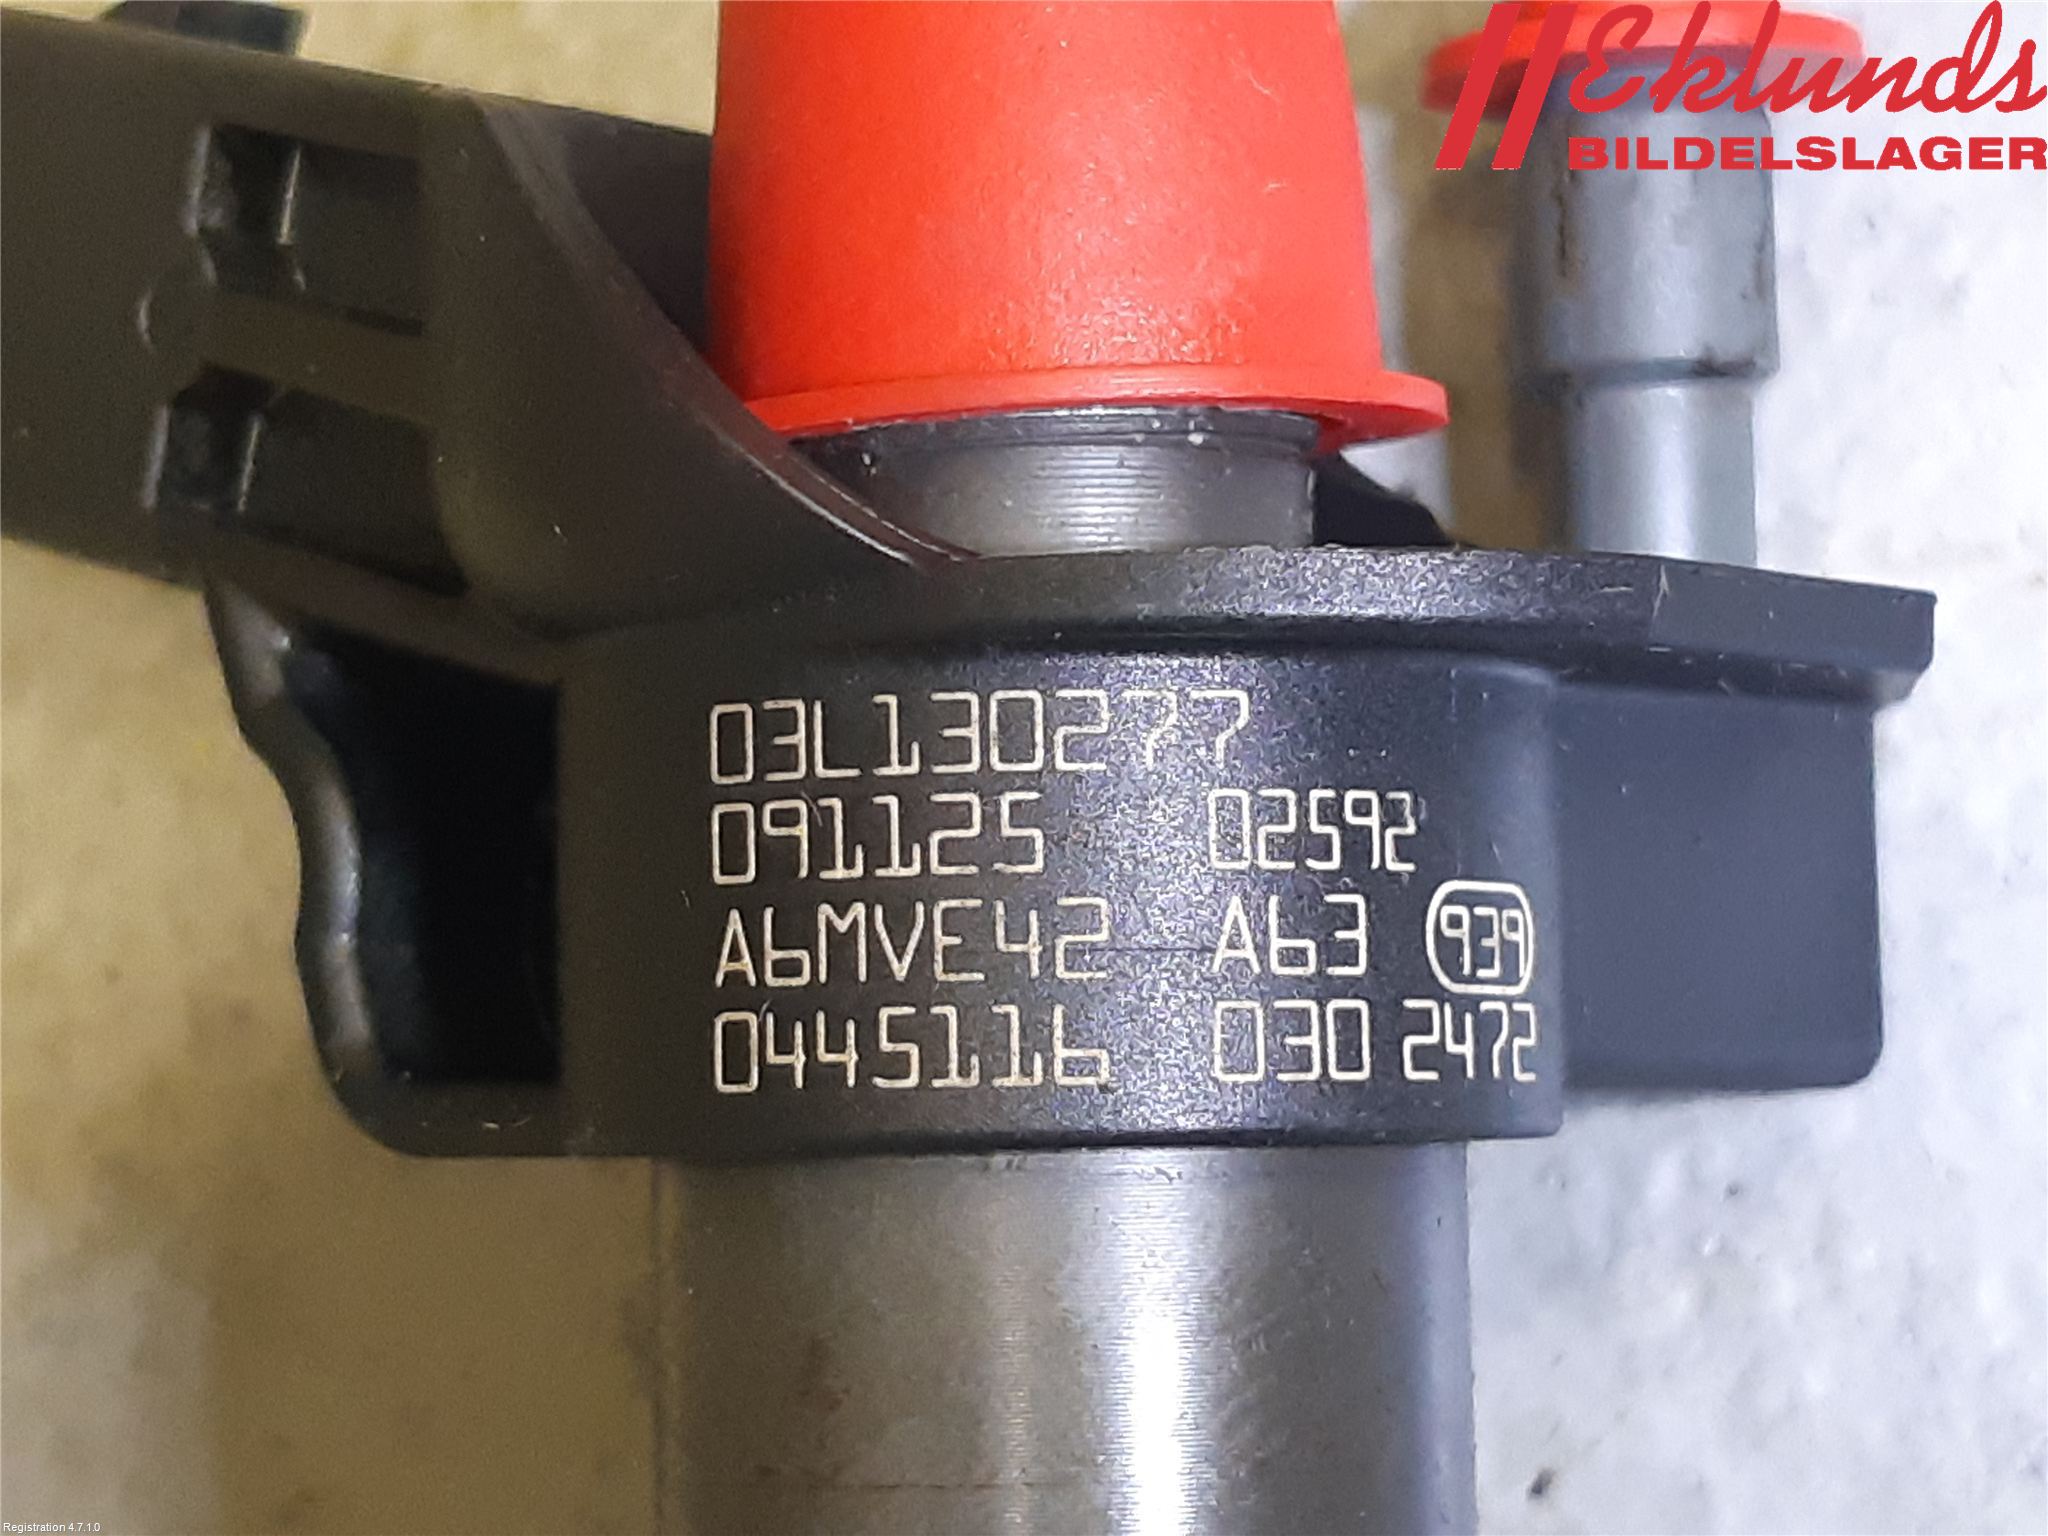 Eklunds
BILDELSLAGER
03L130277
091125 02592
A6MVE42 A63 939
0445116 030 2472
Registration 4.7.1.0